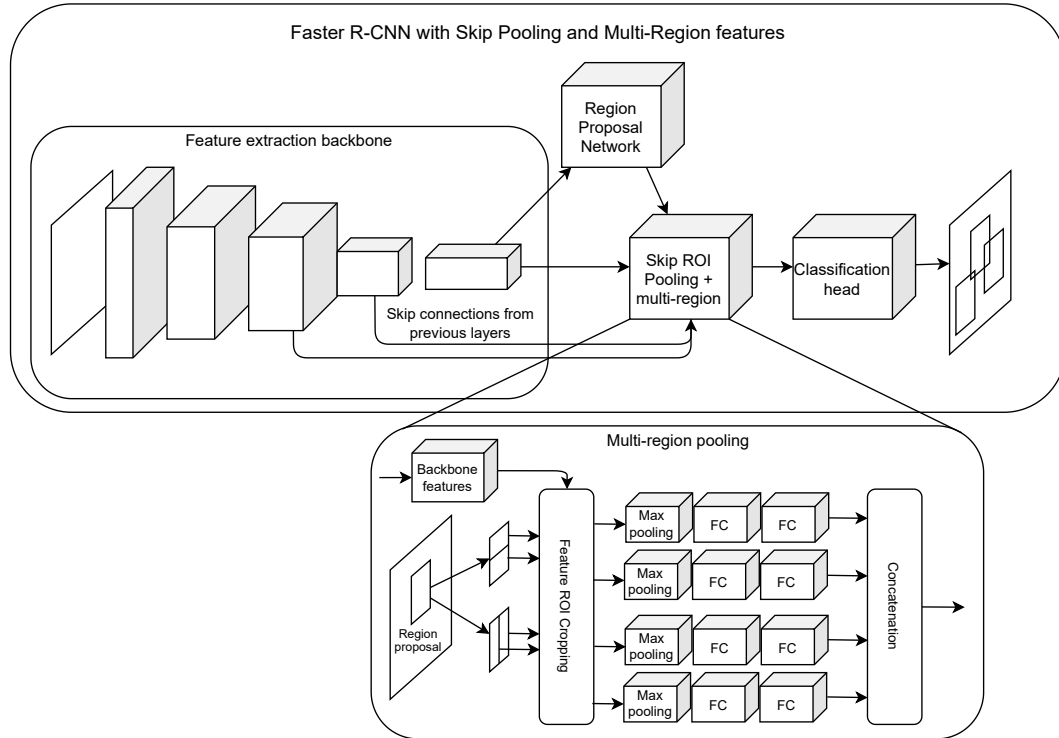 Faster R-CNN with Skip Pooling and Multi-Region features
Region
Proposal
Network
Feature extraction backbone
Skip ROI
Pooling +
multi-region
Classification
head
Skip connections from
previous layers
Multi-region pooling
Backbone
features
Region
proposal
Feature ROI Cropping
Max
pooling
FC
FC
Max
pooling
FC
FC
Max
pooling
FC
FC
Max
pooling
FC
FC
Concatenation